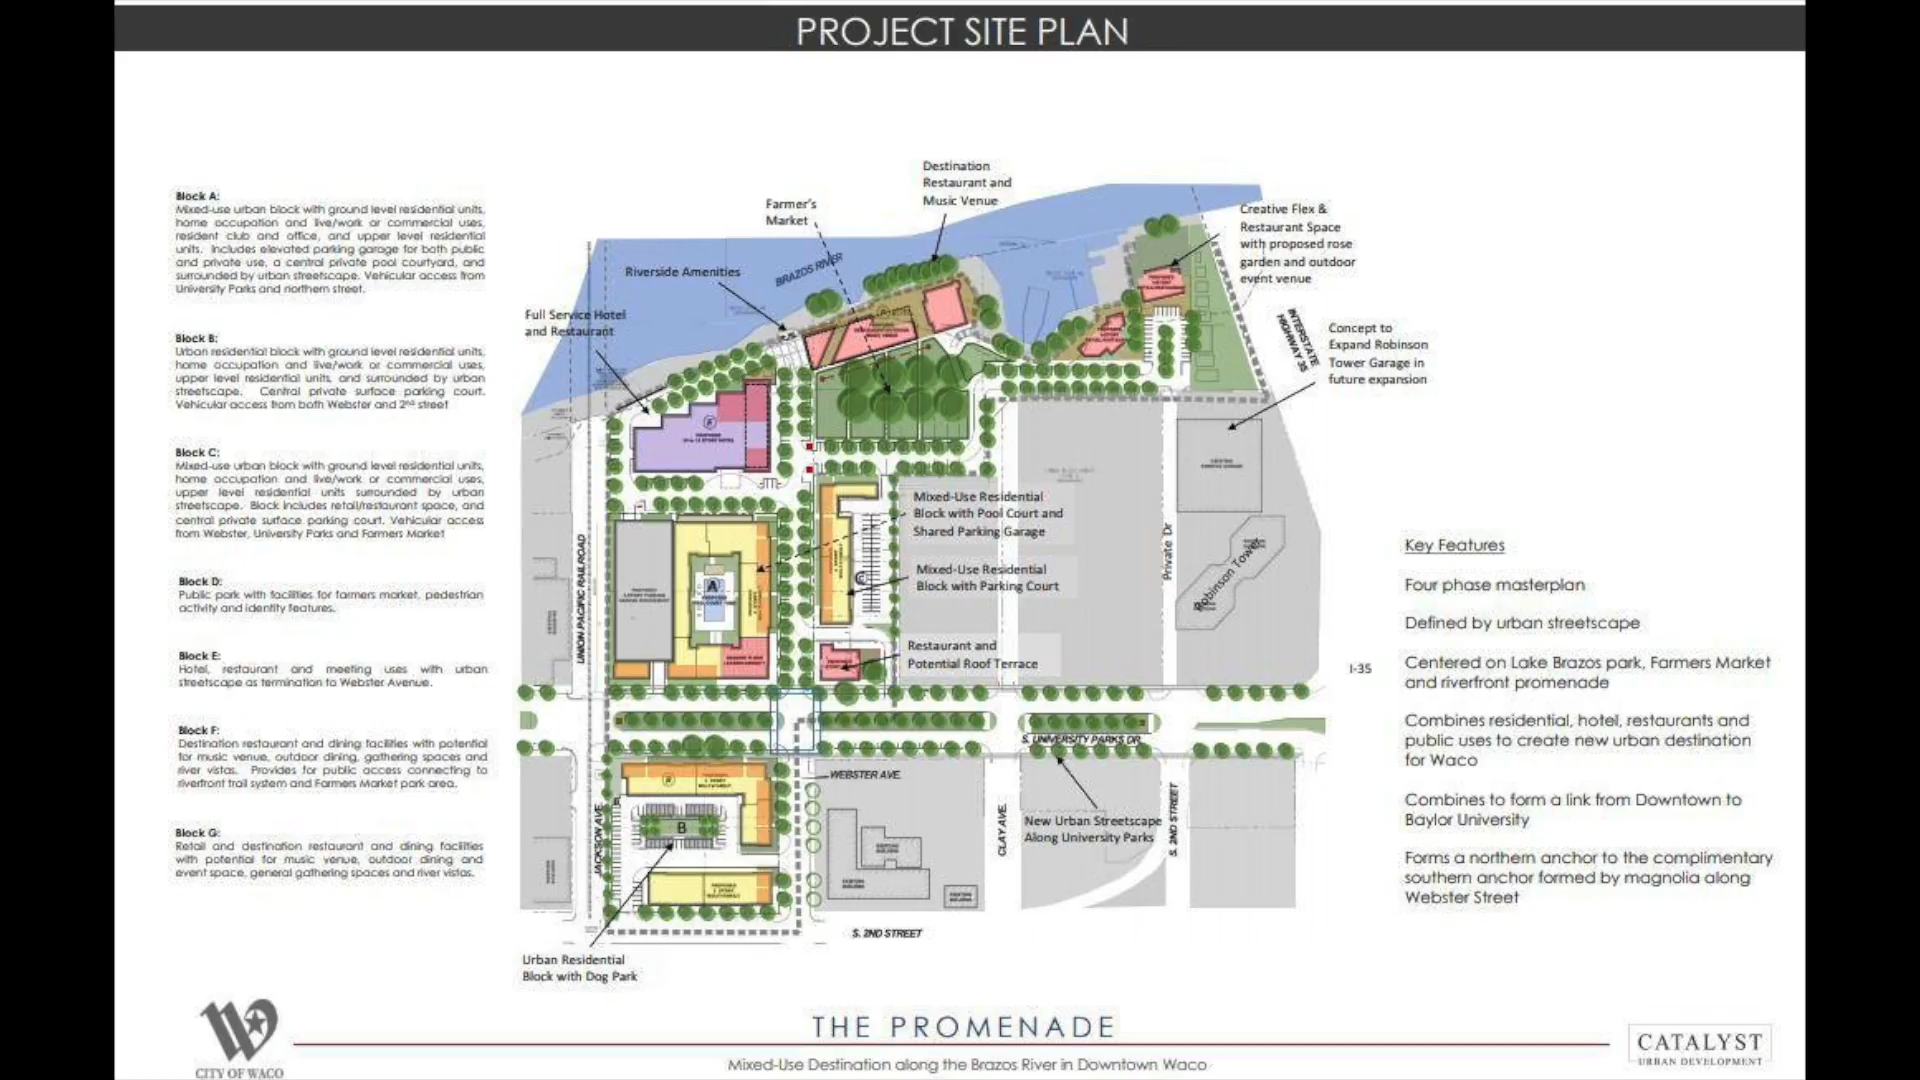 PROJECT SITE PLAN
Block A:
Mixed-use urban block with ground level residential units,
home occupation and live/work or commercial uses,
resident club and office, and upper level residential
units. Includes elevated parking garage for both public
and private use, a central private pool courtyard, and
surrounded by urban streetscape. Vehicular access from
University Parks and northern street.
Block B:
Urban residential block with ground level residential units,
home occupation and live/work or commercial uses,
upper level residential units, and surrounded by urban
streetscape. Central private surface parking court.
Vehicular access from both Webster and 2nd street
Block C:
Mixed-use urban block with ground level residential units,
home occupation and live/work or commercial uses,
upper level residential units surrounded by urban
streetscape. Block includes retail/restaurant space, and
central private surface parking court. Vehicular access
from Webster, University Parks and Farmers Market
Block D:
Public park with facilities for farmers market, pedestrian
activity and identity features.
Block E:
Hotel, restaurant and meeting uses with urban
streetscape as termination to Webster Avenue.
Block F:
Destination restaurant and dining facilities with potential
for music venue, outdoor dining, gathering spaces and
river vistas. Provides for public access connecting to
riverfront trail system and Farmers Market park area.
Block G:
Retail and destination restaurant and dining facilities
with potential for music venue, outdoor dining and
event space, general gathering spaces and river vistas.
Destination
Restaurant and
Music Venue
Farmer's
Market
Creative Flex &
Restaurant Space
with proposed rose
garden and outdoor
event venue
Riverside Amenities
BRAZOS RIVER
Full Service Hotel
and Restaurant
INTERSTATE
HIGHWAY 35
Concept to
Expand Robinson
Tower Garage in
future expansion
Mixed-Use Residential
Block with Pool Court and
Shared Parking Garage
Mixed-Use Residential
Block with Parking Court
Restaurant and
Potential Roof Terrace
A
C
B
UNION PACIFIC RAILROAD
Private Dr
Robinson Tower
I-35
S. UNIVERSITY PARKS DR.
WEBSTER AVE.
JACKSON AVE.
CLAY AVE.
S. 2ND STREET
New Urban Streetscape
Along University Parks
S. 2ND STREET
Urban Residential
Block with Dog Park
Key Features
Four phase masterplan
Defined by urban streetscape
Centered on Lake Brazos park, Farmers Market
and riverfront promenade
Combines residential, hotel, restaurants and
public uses to create new urban destination
for Waco
Combines to form a link from Downtown to
Baylor University
Forms a northern anchor to the complimentary
southern anchor formed by magnolia along
Webster Street
CITY OF WACO
THE PROMENADE
Mixed-Use Destination along the Brazos River in Downtown Waco
CATALYST
URBAN DEVELOPMENT